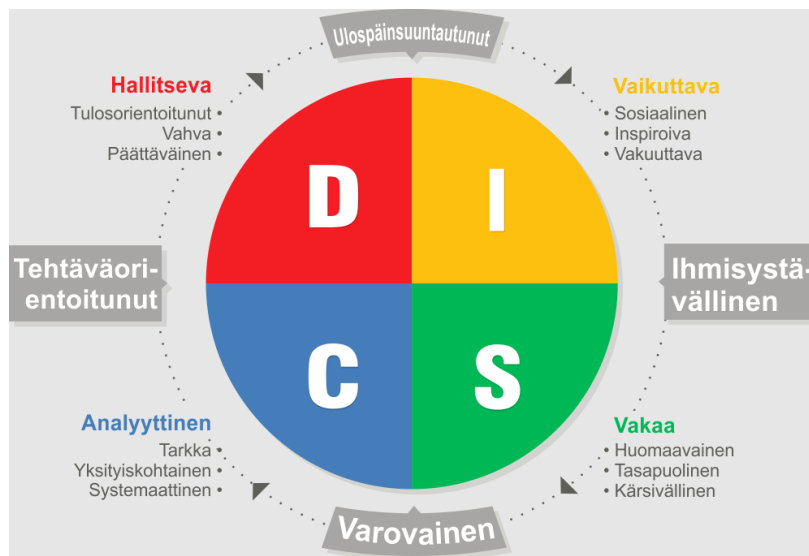 Ulospäinsuuntautunut
Hallitseva
Tulosorientoitunut •
Vahva •
Päättäväinen •
Vaikuttava
• Sosiaalinen
• Inspiroiva
• Vakuuttava
D
I
Tehtäväori-
entoitunut
Ihmisystä-
vällinen
C
S
Analyyttinen
Tarkka •
Yksityiskohtainen •
Systemaattinen •
Vakaa
• Huomaavainen
• Tasapuolinen
• Kärsivällinen
Varovainen